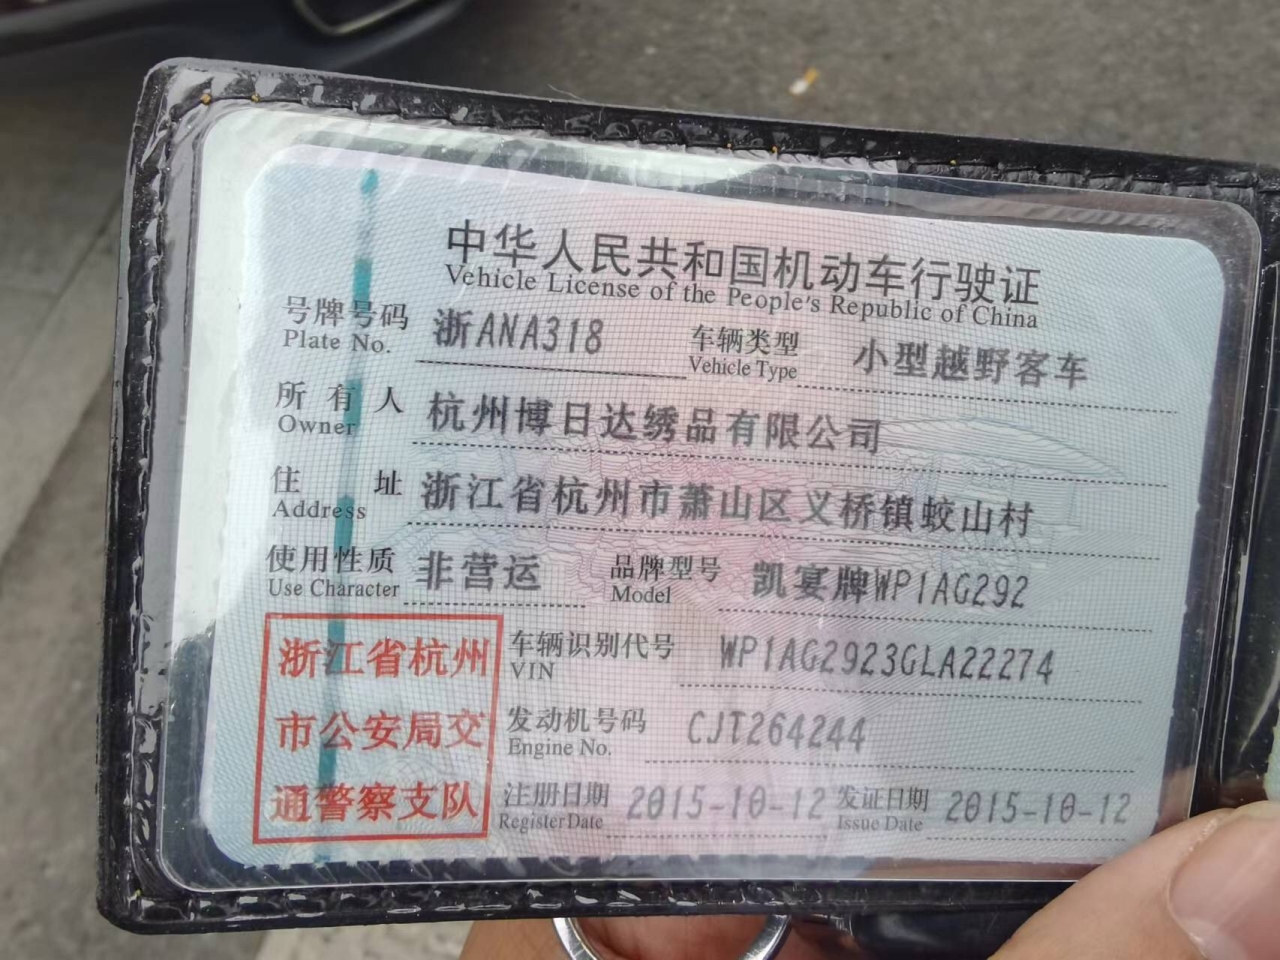 中华人民共和国机动车行驶证
Vehicle License of the People's Republic of China
号牌号码 浙ANA318 车辆类型 小型越野客车
Plate No. Vehicle Type
所有人 杭州博日达绣品有限公司
Owner
住址 浙江省杭州市萧山区义桥镇蛟山村
Address
使用性质 非营运 品牌型号 凯宴牌WP1AG292
Use Character Model
浙江省杭州
市公安局交
通警察支队
车辆识别代号 WP1AG2923GLA22274
VIN
发动机号码 CJT264244
Engine No.
注册日期 2015-10-12 发证日期 2015-10-12
Register Date Issue Date